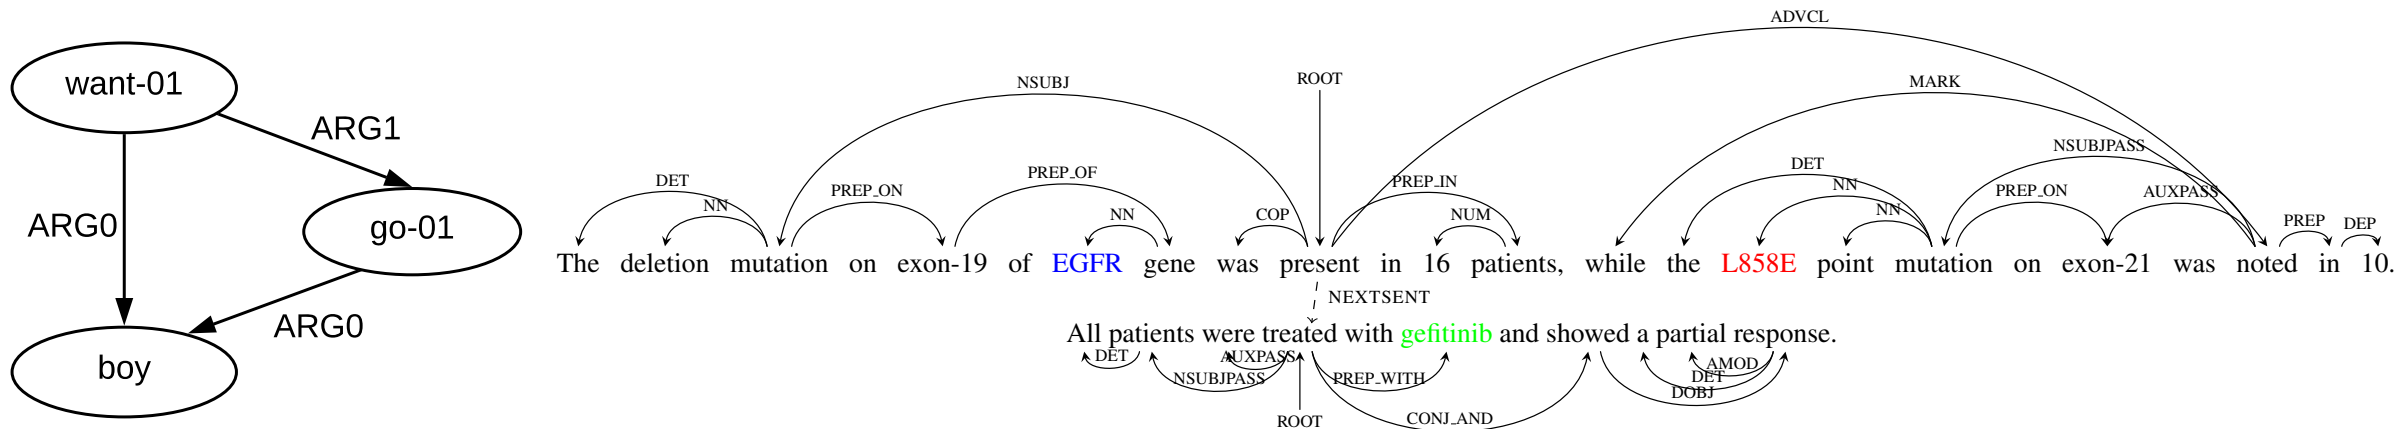 want-01
ARG1
ARG0
go-01
ARG0
boy
ADVCL
ROOT
NSUBJ
MARK
NSUBJPASS
DET
PREP_OF
DET
PREP_ON
PREP_IN
NN
PREP_ON
AUXPASS
NN
NN
COP
NUM
NN
PREP
DEP
The deletion mutation on exon-19 of EGFR gene was present in 16 patients, while the L858E point mutation on exon-21 was noted in 10.
NEXTSENT
All patients were treated with gefitinib and showed a partial response.
DET
AUXPASS
AMOD
NSUBJPASS
PREP_WITH
DET
DOBJ
ROOT
CONJ_AND